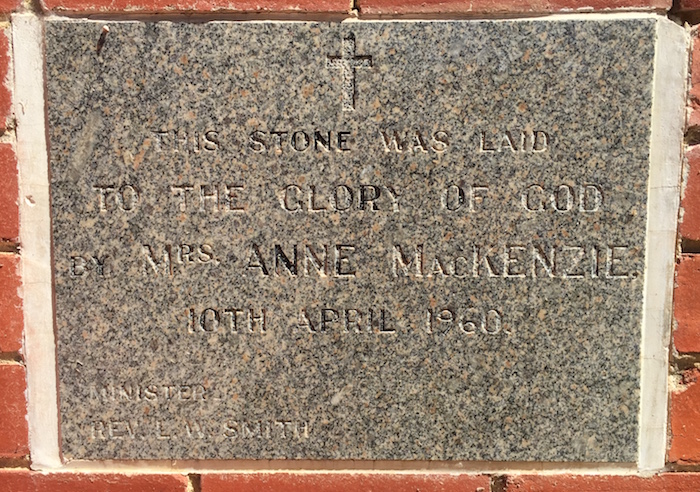 THIS STONE WAS LAID
TO THE GLORY OF GOD
BY MRS. ANNE MACKENZIE.
10TH APRIL 1960.
MINISTER.
REV. L. W. SMITH